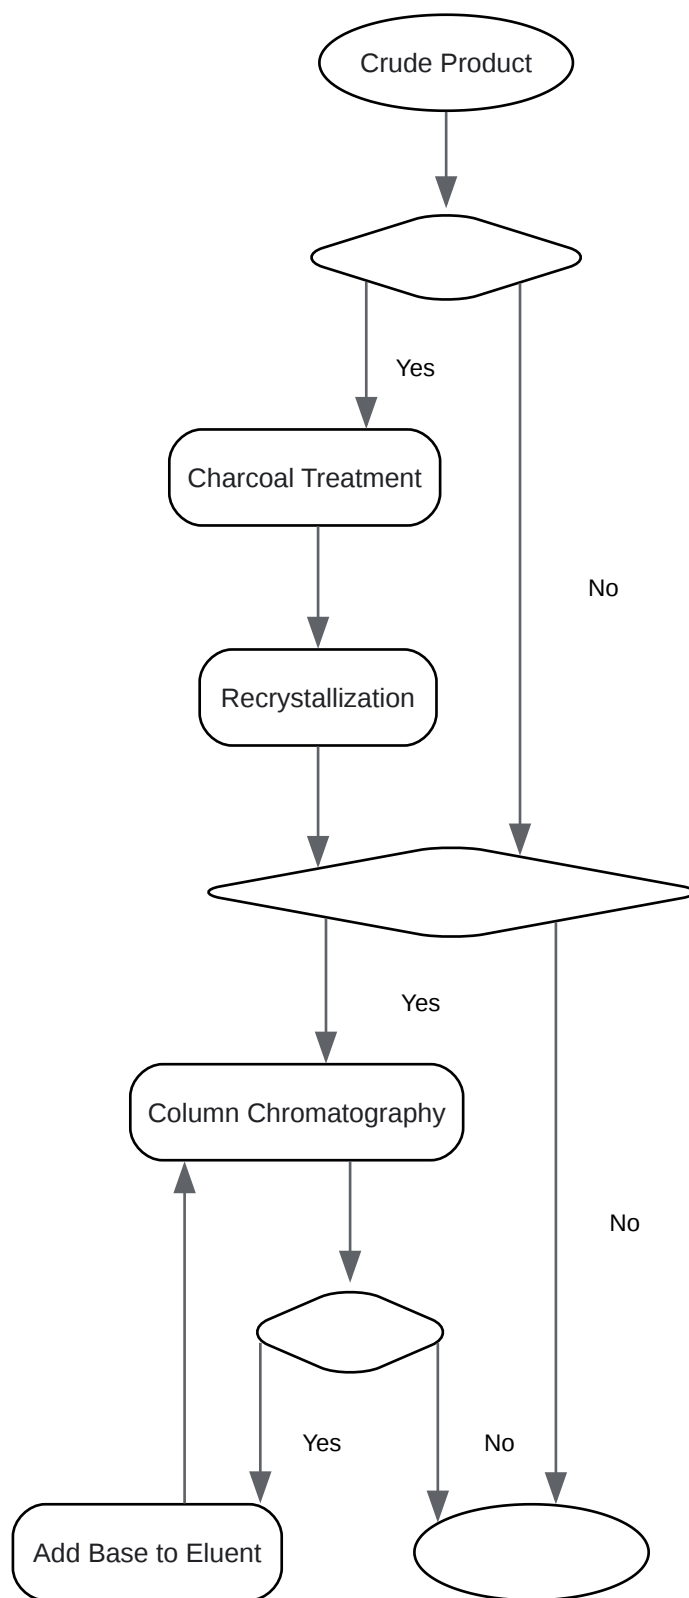 Crude Product
Yes
Charcoal Treatment
No
Recrystallization
Yes
Column Chromatography
No
Yes
No
Add Base to Eluent